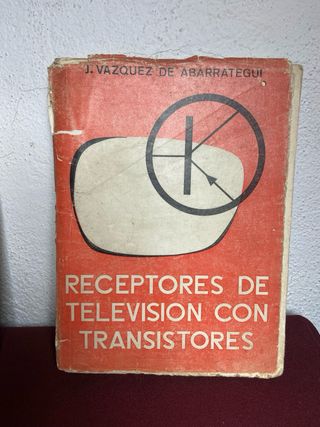 J. VAZQUEZ DE ABARRATEGUI
RECEPTORES DE
TELEVISION CON
TRANSISTORES